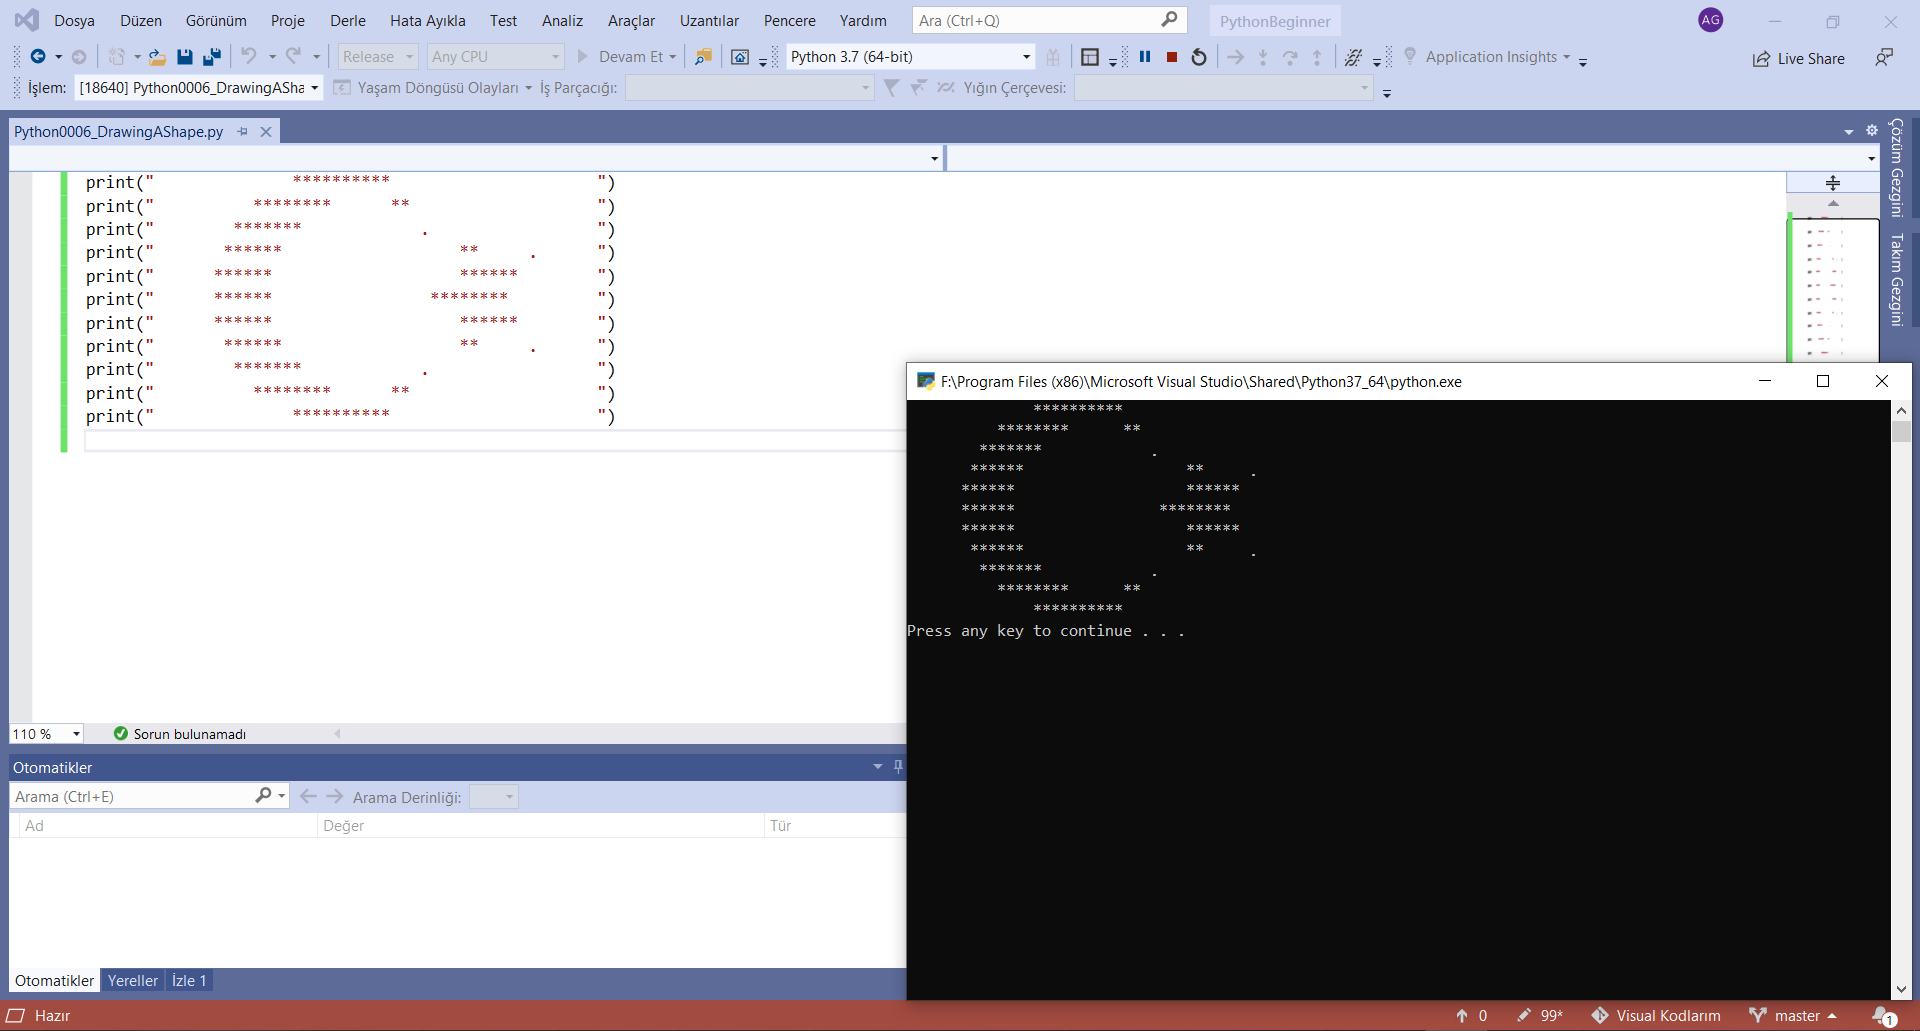 Dosya Düzen Görünüm Proje Derle Hata Ayıkla Test Analiz Araçlar Uzantılar Pencere Yardım Ara (Ctrl+Q) PythonBeginner AG
Release Any CPU Devam Et Python 3.7 (64-bit) Application Insights Live Share
İşlem: [18640] Python0006_DrawingASha Yaşam Döngüsü Olayları İş Parçacığı: Yığın Çerçevesi:
Python0006_DrawingAShape.py
Çözüm Gezgini
Takım Gezgini
print("              **********                     ")
print("          ********      **                   ")
print("        *******            .                 ")
print("       ******                  **     .      ")
print("      ******                   ******        ")
print("      ******                ********         ")
print("      ******                   ******        ")
print("       ******                  **     .      ")
print("        *******            .                 ")
print("          ********      **                   ")
print("              **********                     ")
F:\Program Files (x86)\Microsoft Visual Studio\Shared\Python37_64\python.exe
              **********
          ********      **
        *******            .
       ******                  **     .
      ******                   ******
      ******                ********
      ******                   ******
       ******                  **     .
        *******            .
          ********      **
              **********
Press any key to continue . . .
110 % Sorun bulunamadı
Otomatikler
Arama (Ctrl+E) Arama Derinliği:
Ad Değer Tür
Otomatikler Yereller İzle 1
Hazır 0 99* Visual Kodlarım master 1